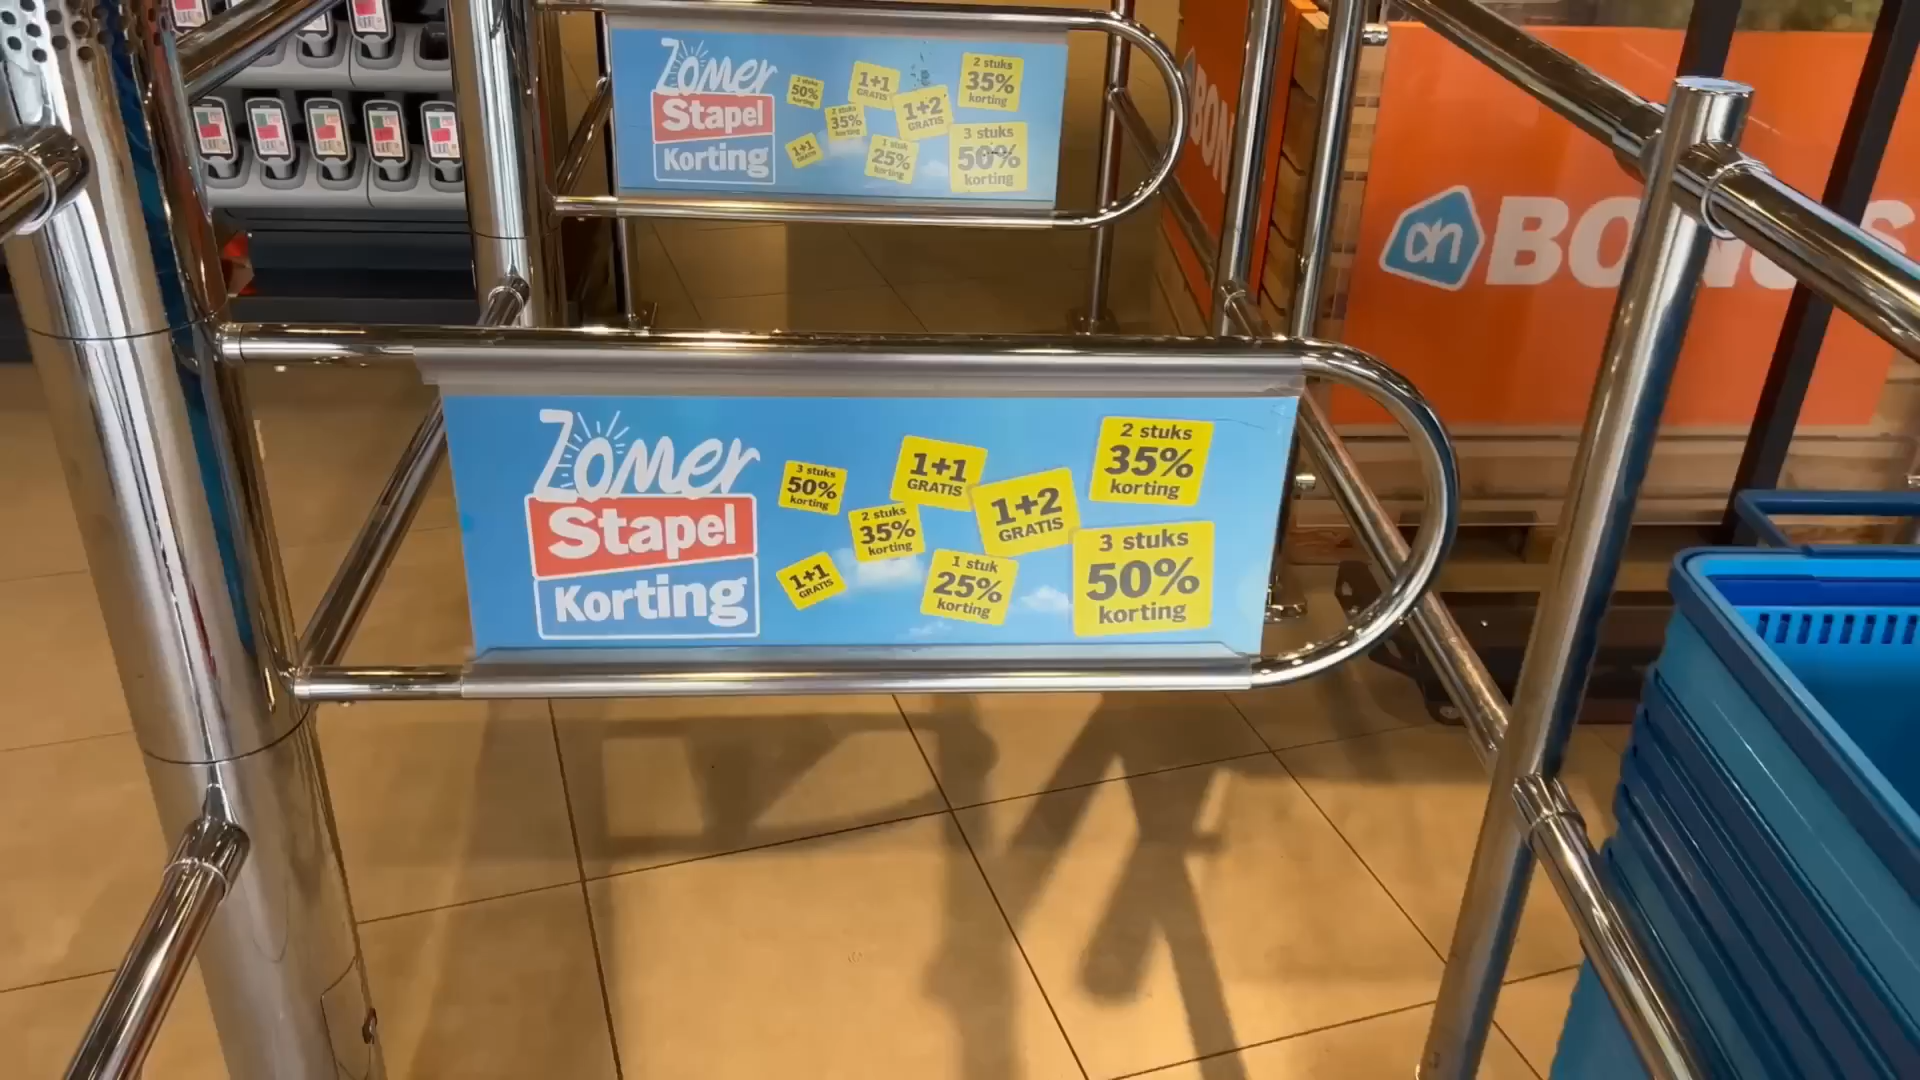 Zomer
Stapel
Korting
3 stuks
50%
korting
1+1
GRATIS
2 stuks
35%
korting
1+2
GRATIS
1+1
GRATIS
1 stuk
25%
korting
2 stuks
35%
korting
3 stuks
50%
korting
BON
ah BONUS
Zomer
Stapel
Korting
3 stuks
50%
korting
1+1
GRATIS
2 stuks
35%
korting
1+2
GRATIS
1+1
GRATIS
1 stuk
25%
korting
2 stuks
35%
korting
3 stuks
50%
korting